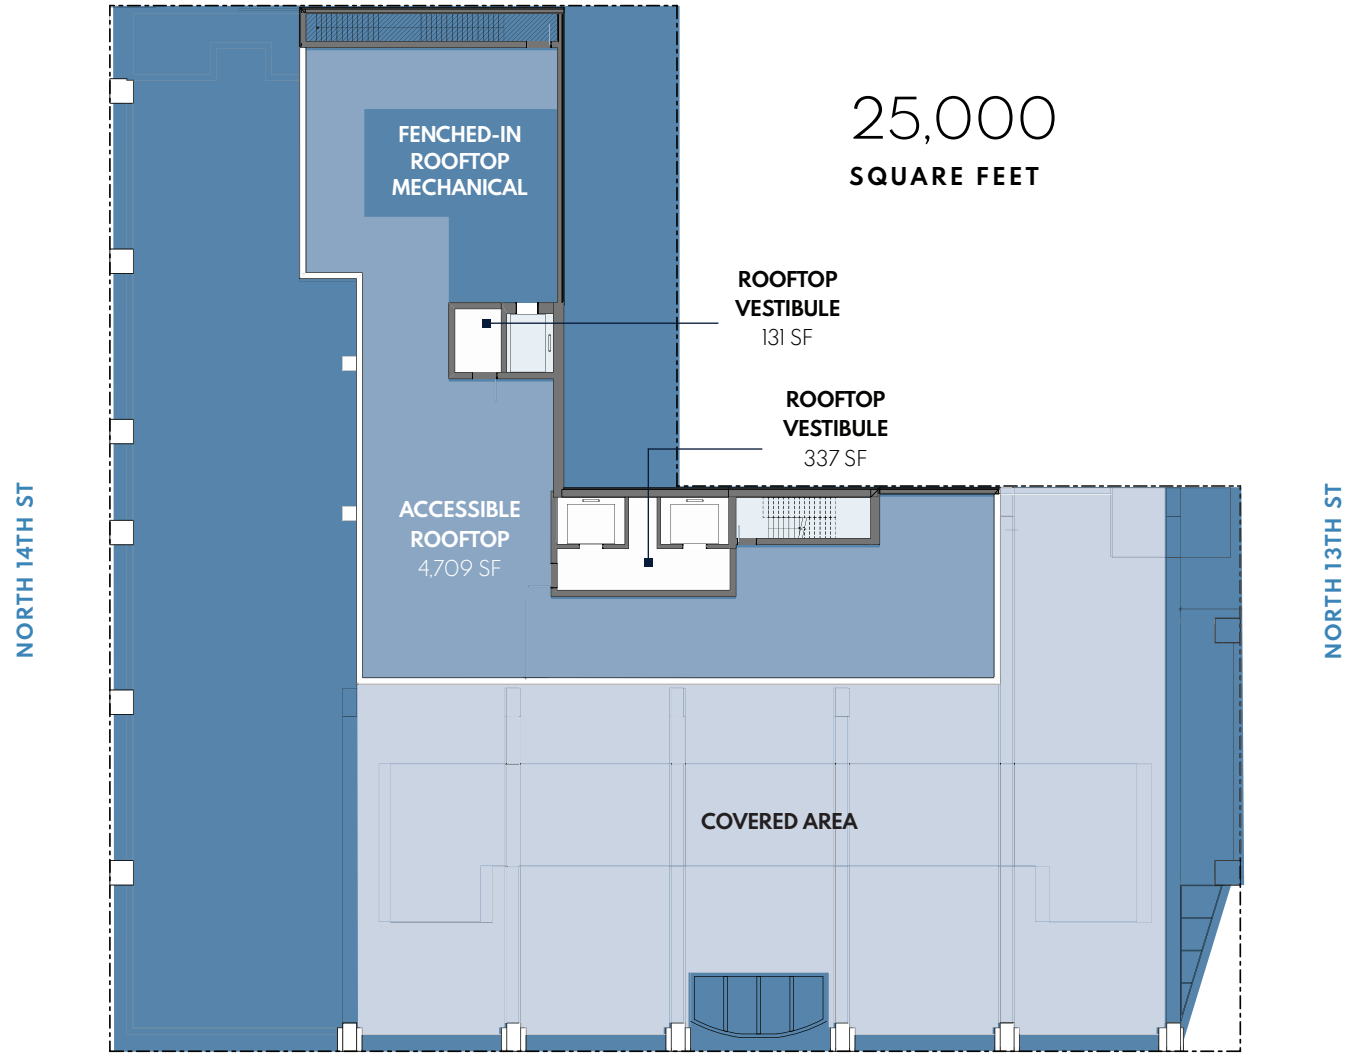 25,000
SQUARE FEET
FENCHED-IN
ROOFTOP
MECHANICAL
ROOFTOP
VESTIBULE
131 SF
ROOFTOP
VESTIBULE
337 SF
ACCESSIBLE
ROOFTOP
4,709 SF
NORTH 14TH ST
NORTH 13TH ST
COVERED AREA